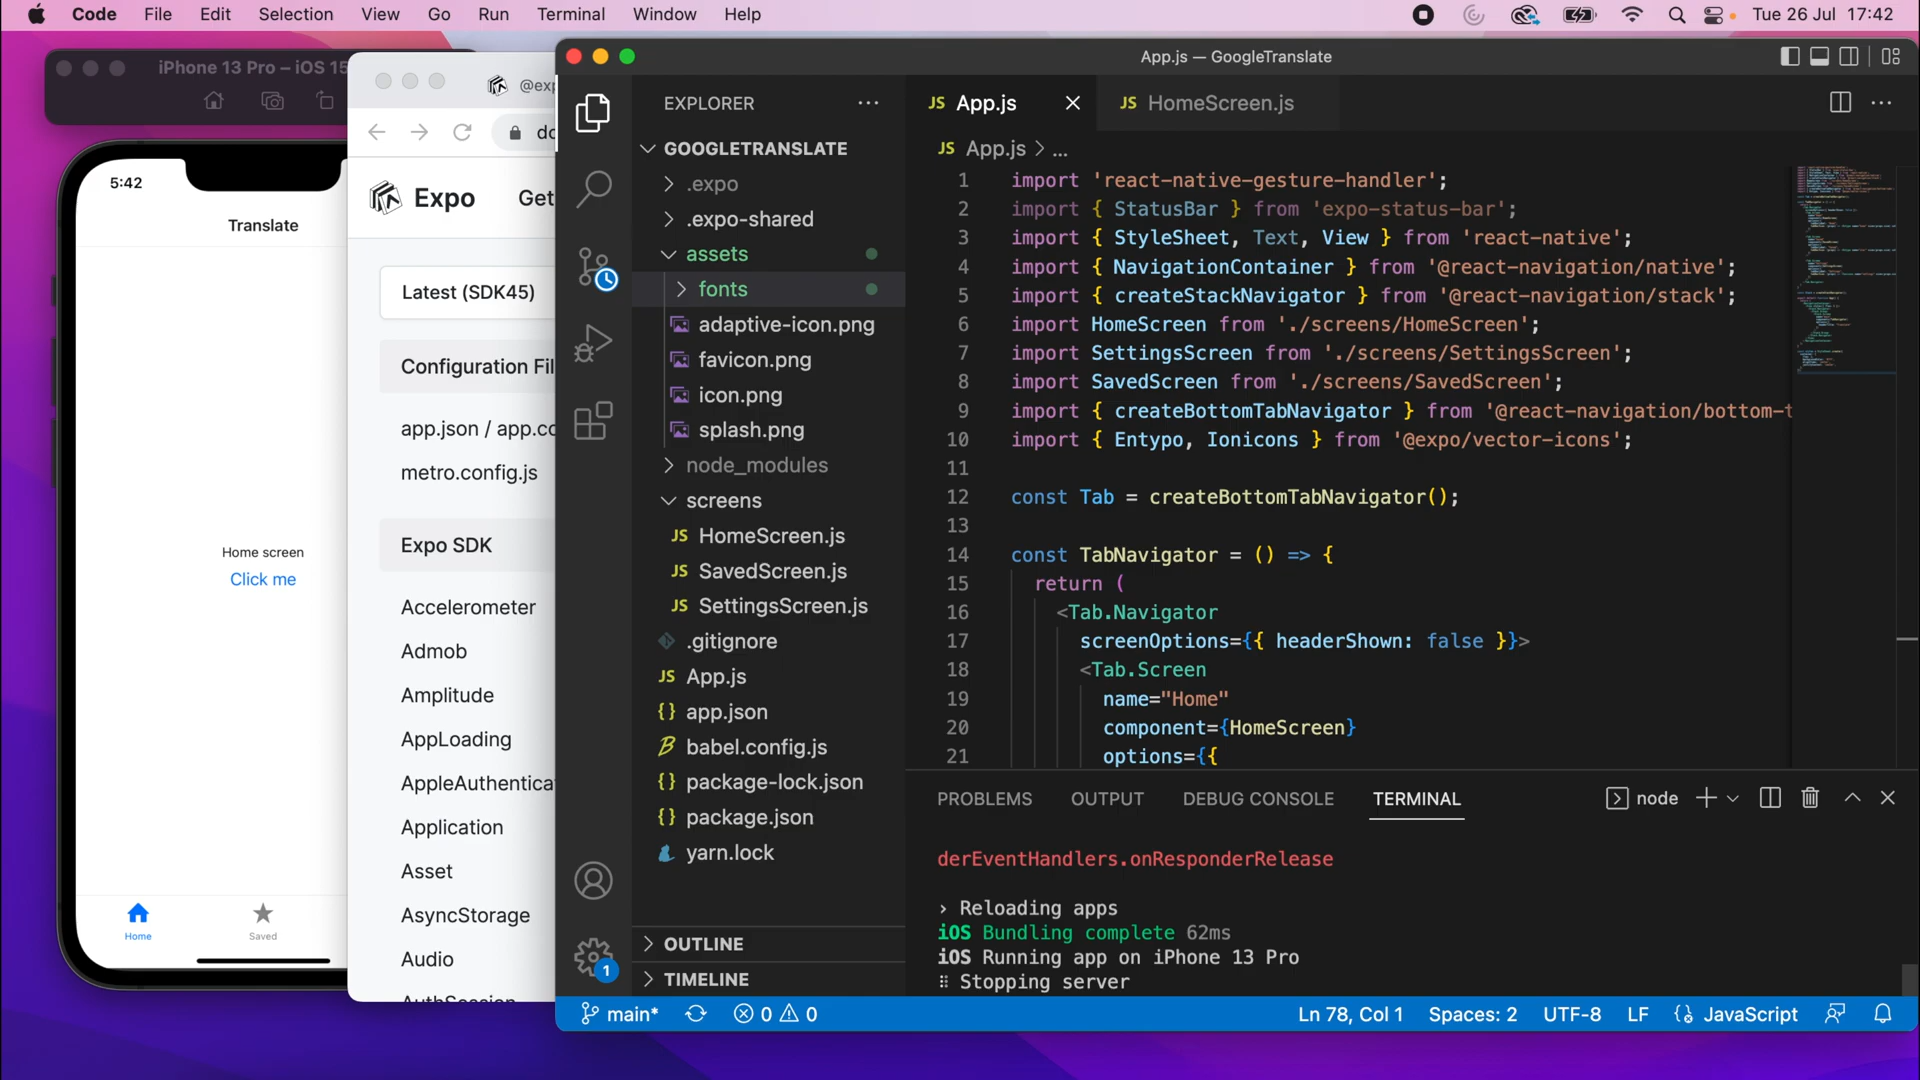 Code File Edit Selection View Go Run Terminal Window Help
Tue 26 Jul 17:42
iPhone 13 Pro – iOS 15
5:42
Translate
Home screen
Click me
Home
Saved
@exp
Expo
Get
Latest (SDK45)
Configuration Fil
app.json / app.co
metro.config.js
Expo SDK
Accelerometer
Admob
Amplitude
AppLoading
AppleAuthentica
Application
Asset
AsyncStorage
Audio
App.js — GoogleTranslate
EXPLORER
GOOGLETRANSLATE
.expo
.expo-shared
assets
fonts
adaptive-icon.png
favicon.png
icon.png
splash.png
node_modules
screens
JS HomeScreen.js
JS SavedScreen.js
JS SettingsScreen.js
.gitignore
JS App.js
{} app.json
babel.config.js
{} package-lock.json
{} package.json
yarn.lock
OUTLINE
TIMELINE
1
JS App.js
JS HomeScreen.js
JS App.js > ...
1 import 'react-native-gesture-handler';
2 import { StatusBar } from 'expo-status-bar';
3 import { StyleSheet, Text, View } from 'react-native';
4 import { NavigationContainer } from '@react-navigation/native';
5 import { createStackNavigator } from '@react-navigation/stack';
6 import HomeScreen from './screens/HomeScreen';
7 import SettingsScreen from './screens/SettingsScreen';
8 import SavedScreen from './screens/SavedScreen';
9 import { createBottomTabNavigator } from '@react-navigation/bottom-t
10 import { Entypo, Ionicons } from '@expo/vector-icons';
11
12 const Tab = createBottomTabNavigator();
13
14 const TabNavigator = () => {
15 return (
16 <Tab.Navigator
17 screenOptions={{ headerShown: false }}>
18 <Tab.Screen
19 name="Home"
20 component={HomeScreen}
21 options={{
PROBLEMS OUTPUT DEBUG CONSOLE TERMINAL
node
derEventHandlers.onResponderRelease
› Reloading apps
iOS Bundling complete 62ms
iOS Running app on iPhone 13 Pro
⠿ Stopping server
main* 0 0
Ln 78, Col 1 Spaces: 2 UTF-8 LF JavaScript